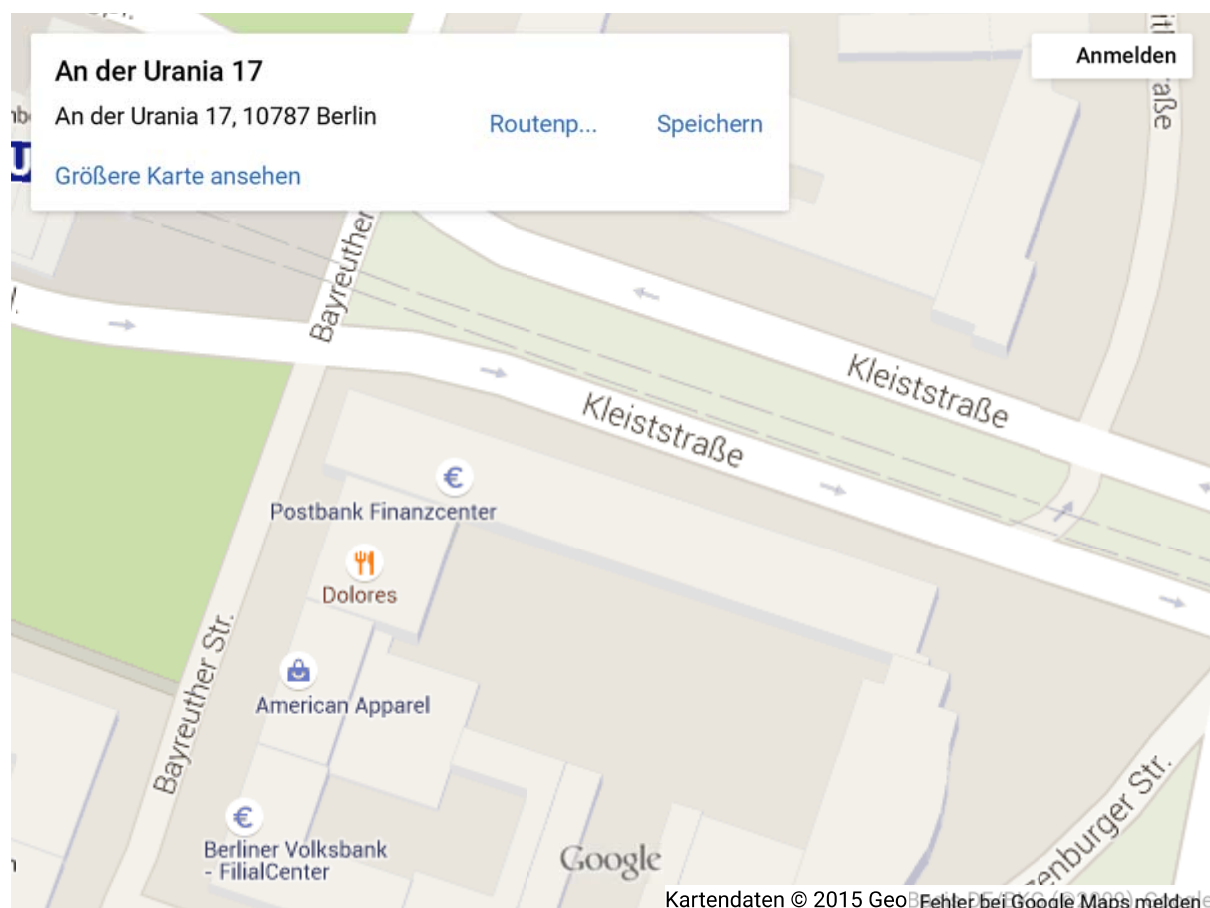 An der Urania 17
An der Urania 17, 10787 Berlin
Routenp...
Speichern
Größere Karte ansehen
Anmelden
U
Bayreuther
Kleiststraße
Kleiststraße
Postbank Finanzcenter
Dolores
Bayreuther Str.
American Apparel
Berliner Volksbank
- FilialCenter
Google
zenburger Str.
Kartendaten © 2015 Geo
Fehler bei Google Maps melden